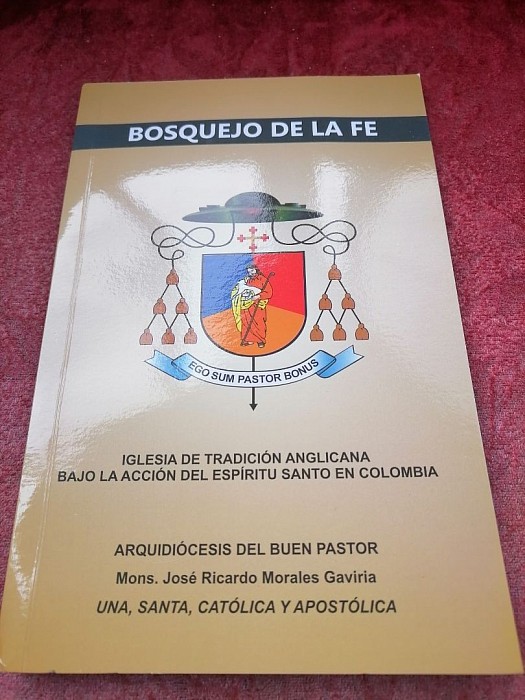 BOSQUEJO DE LA FE
EGO SUM PASTOR BONUS
IGLESIA DE TRADICIÓN ANGLICANA
BAJO LA ACCIÓN DEL ESPÍRITU SANTO EN COLOMBIA
ARQUIDIÓCESIS DEL BUEN PASTOR
Mons. José Ricardo Morales Gaviria
UNA, SANTA, CATÓLICA Y APOSTÓLICA